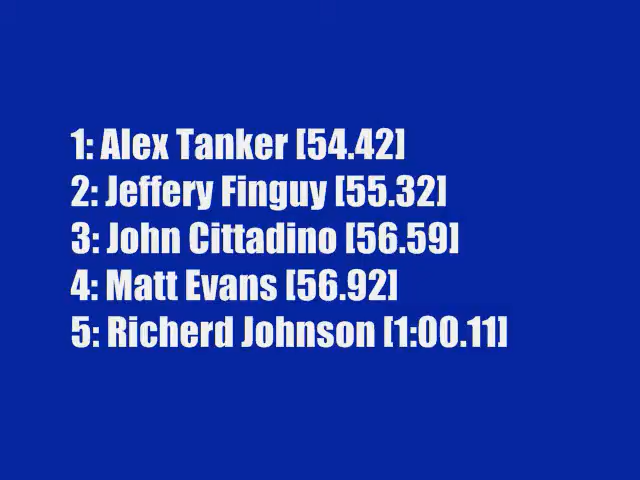 1: Alex Tanker [54.42]
2: Jeffery Finguy [55.32]
3: John Cittadino [56.59]
4: Matt Evans [56.92]
5: Richerd Johnson [1:00.11]